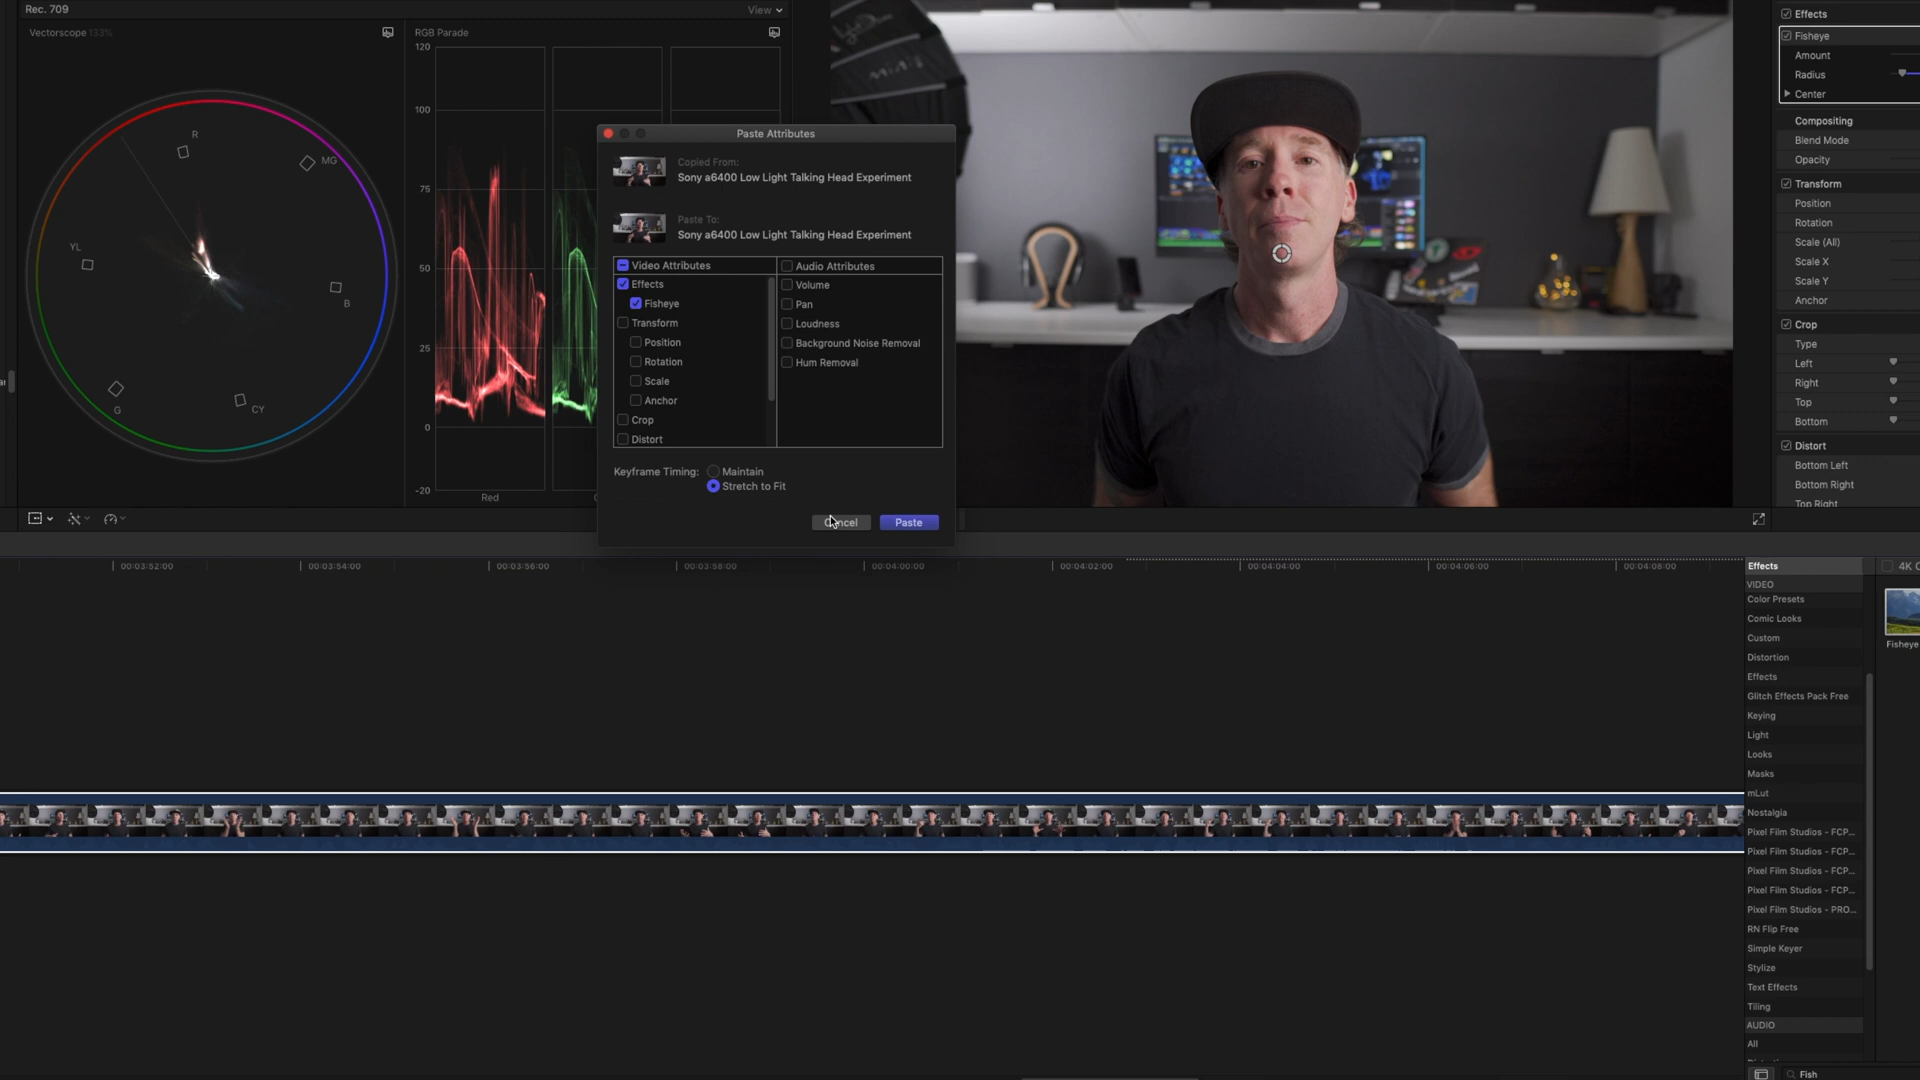 Rec. 709
View
Vectorscope 133%
RGB Parade
R
MG
YL
B
G
CY
120
100
75
50
25
0
-20
Red
Paste Attributes
Copied From:
Sony a6400 Low Light Talking Head Experiment
Paste To:
Sony a6400 Low Light Talking Head Experiment
Video Attributes
Effects
Fisheye
Transform
Position
Rotation
Scale
Anchor
Crop
Distort
Audio Attributes
Volume
Pan
Loudness
Background Noise Removal
Hum Removal
Keyframe Timing:
Maintain
Stretch to Fit
Cancel
Paste
Effects
Fisheye
Amount
Radius
Center
Compositing
Blend Mode
Opacity
Transform
Position
Rotation
Scale (All)
Scale X
Scale Y
Anchor
Crop
Type
Left
Right
Top
Bottom
Distort
Bottom Left
Bottom Right
Top Right
00:03:52:00
00:03:54:00
00:03:56:00
00:03:58:00
00:04:00:00
00:04:02:00
00:04:04:00
00:04:06:00
00:04:08:00
Effects
4K
VIDEO
Color Presets
Comic Looks
Custom
Distortion
Effects
Glitch Effects Pack Free
Keying
Light
Looks
Masks
mLut
Nostalgia
Pixel Film Studios - FCP...
Pixel Film Studios - FCP...
Pixel Film Studios - FCP...
Pixel Film Studios - FCP...
Pixel Film Studios - PRO...
RN Flip Free
Simple Keyer
Stylize
Text Effects
Tiling
AUDIO
All
Fisheye
Fish